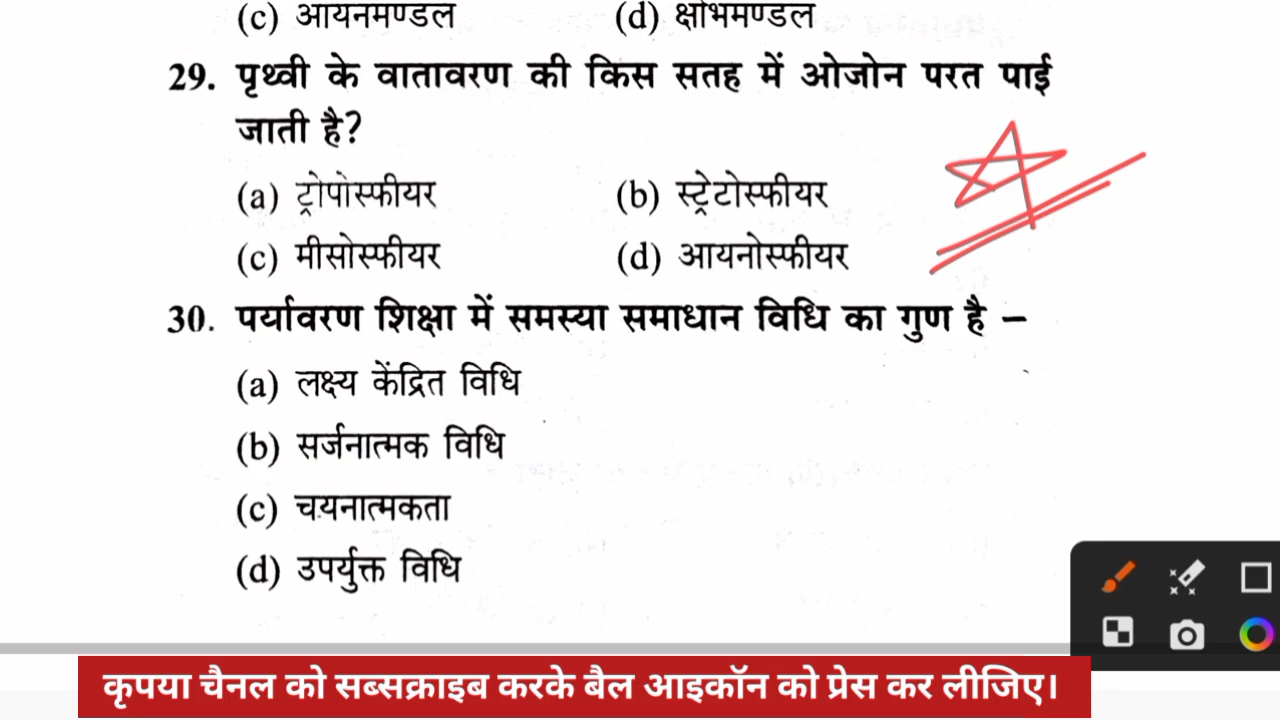 (c) आयनमण्डल (d) क्षोभमण्डल
29. पृथ्वी के वातावरण की किस सतह में ओजोन परत पाई
जाती है?
(a) ट्रोपोस्फीयर (b) स्ट्रेटोस्फीयर
(c) मीसोस्फीयर (d) आयनोस्फीयर
30. पर्यावरण शिक्षा में समस्या समाधान विधि का गुण है –
(a) लक्ष्य केंद्रित विधि
(b) सर्जनात्मक विधि
(c) चयनात्मकता
(d) उपर्युक्त विधि
कृपया चैनल को सब्सक्राइब करके बैल आइकॉन को प्रेस कर लीजिए।